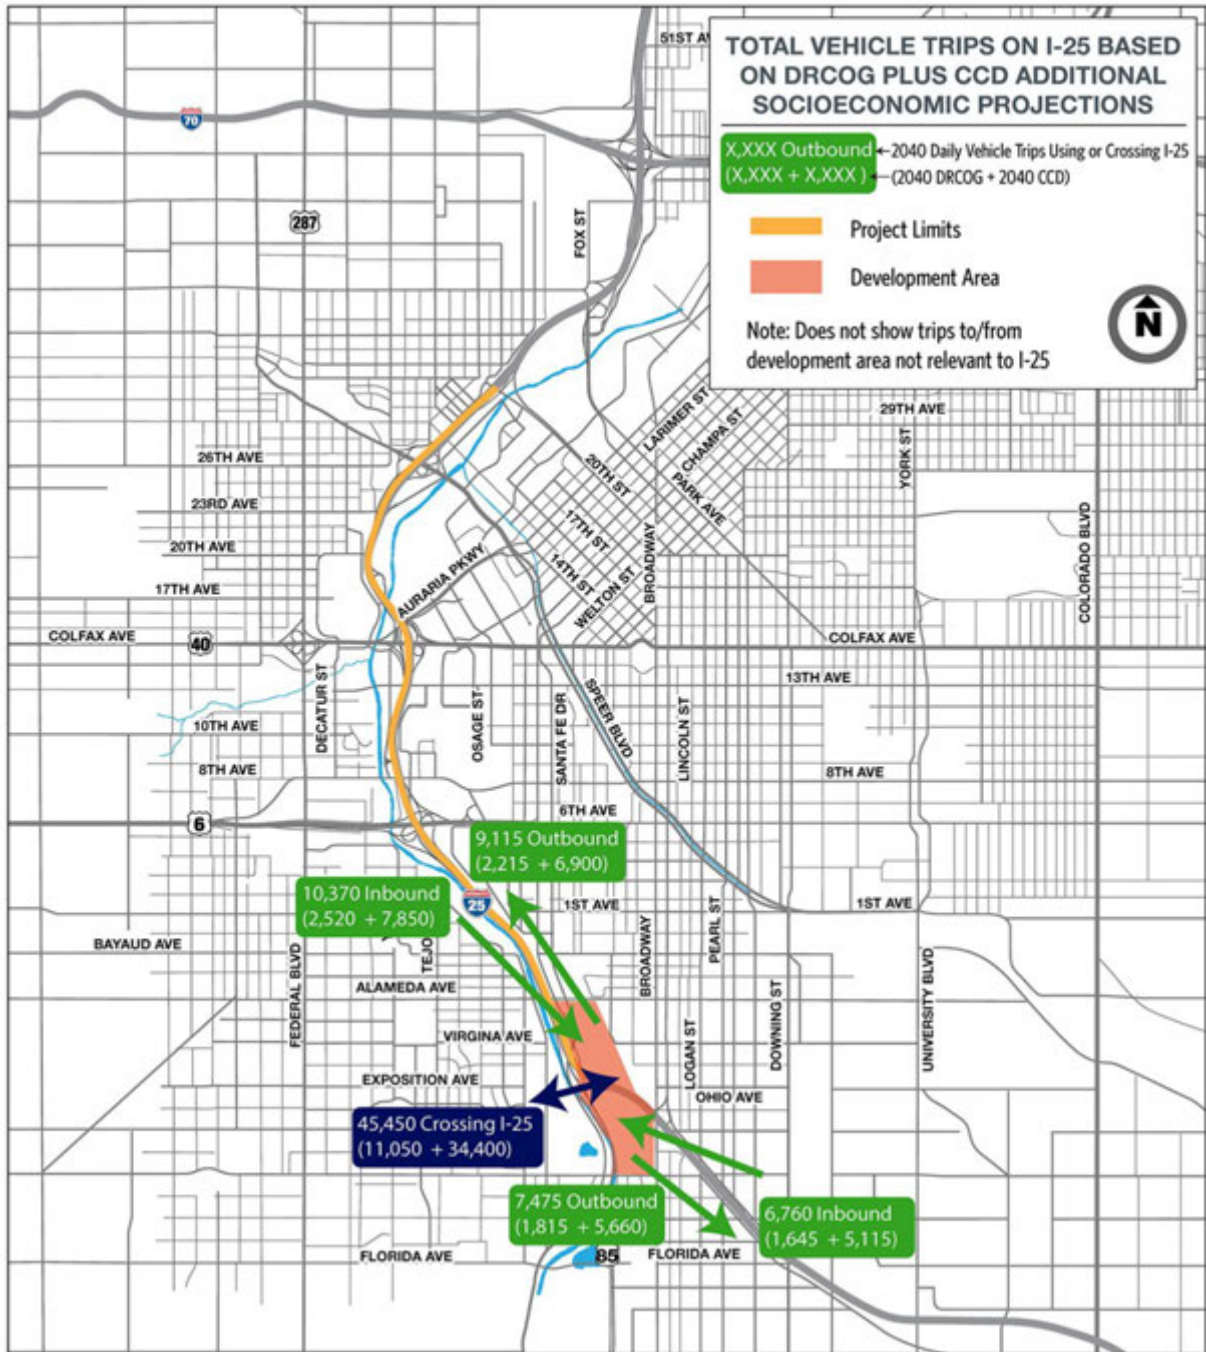 51ST AV
TOTAL VEHICLE TRIPS ON I-25 BASED
ON DRCOG PLUS CCD ADDITIONAL
SOCIOECONOMIC PROJECTIONS
X,XXX Outbound
2040 Daily Vehicle Trips Using or Crossing I-25
(X,XXX + X,XXX )
(2040 DRCOG + 2040 CCD)
Project Limits
Development Area
Note: Does not show trips to/from
development area not relevant to I-25
N
70
287
FOX ST
29TH AVE
LARIMER ST
CHAMPA ST
YORK ST
26TH AVE
20TH ST
PARK AVE
23RD AVE
17TH ST
COLORADO BLVD
20TH AVE
AURARIA PKWY
14TH ST
BROADWAY
17TH AVE
WELTON ST
COLFAX AVE
40
COLFAX AVE
13TH AVE
DECATUR ST
OSAGE ST
SANTA FE DR
SPEER BLVD
LINCOLN ST
10TH AVE
8TH AVE
8TH AVE
6TH AVE
6
9,115 Outbound
(2,215 + 6,900)
10,370 Inbound
(2,520 + 7,850)
25
1ST AVE
1ST AVE
BAYAUD AVE
FEDERAL BLVD
TEJO
BROADWAY
PEARL ST
UNIVERSITY BLVD
ALAMEDA AVE
DOWNING ST
VIRGINA AVE
LOGAN ST
EXPOSITION AVE
OHIO AVE
45,450 Crossing I-25
(11,050 + 34,400)
7,475 Outbound
(1,815 + 5,660)
6,760 Inbound
(1,645 + 5,115)
FLORIDA AVE
85
FLORIDA AVE